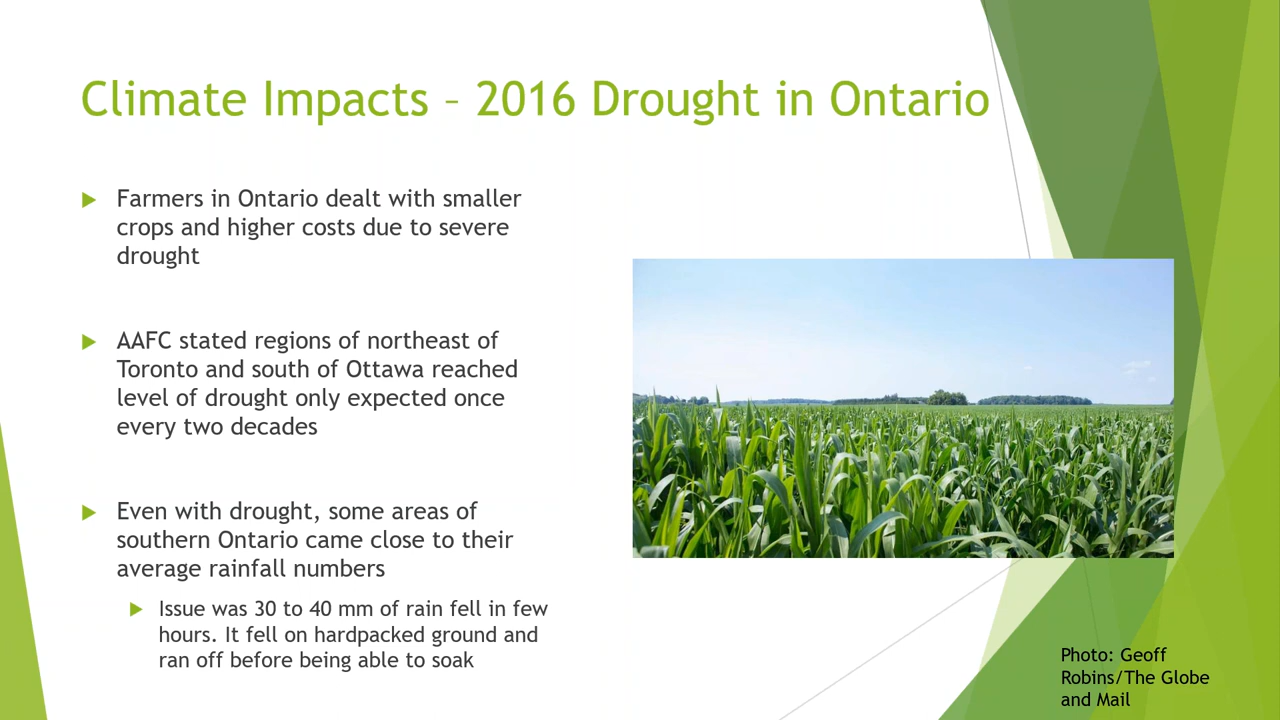 Climate Impacts – 2016 Drought in Ontario
Farmers in Ontario dealt with smaller
crops and higher costs due to severe
drought
AAFC stated regions of northeast of
Toronto and south of Ottawa reached
level of drought only expected once
every two decades
Even with drought, some areas of
southern Ontario came close to their
average rainfall numbers
Issue was 30 to 40 mm of rain fell in few
hours. It fell on hardpacked ground and
ran off before being able to soak
Photo: Geoff
Robins/The Globe
and Mail